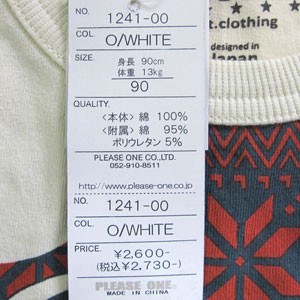 NO. 1241-00
COL. O/WHITE
SIZE.
身長 90cm
体重 13kg
90
QUALITY.
〈本体〉綿 100%
〈附属〉綿 95%
ポリウレタン 5%
PLEASE ONE CO.,LTD.
052-910-8511
http://www.please-one.co.jp
NO. 1241-00
COL. O/WHITE
PRICE.
¥2,600-
(税込¥2,730-)
PLEASE ONE.
MADE IN CHINA
t.clothing
designed in
Japan